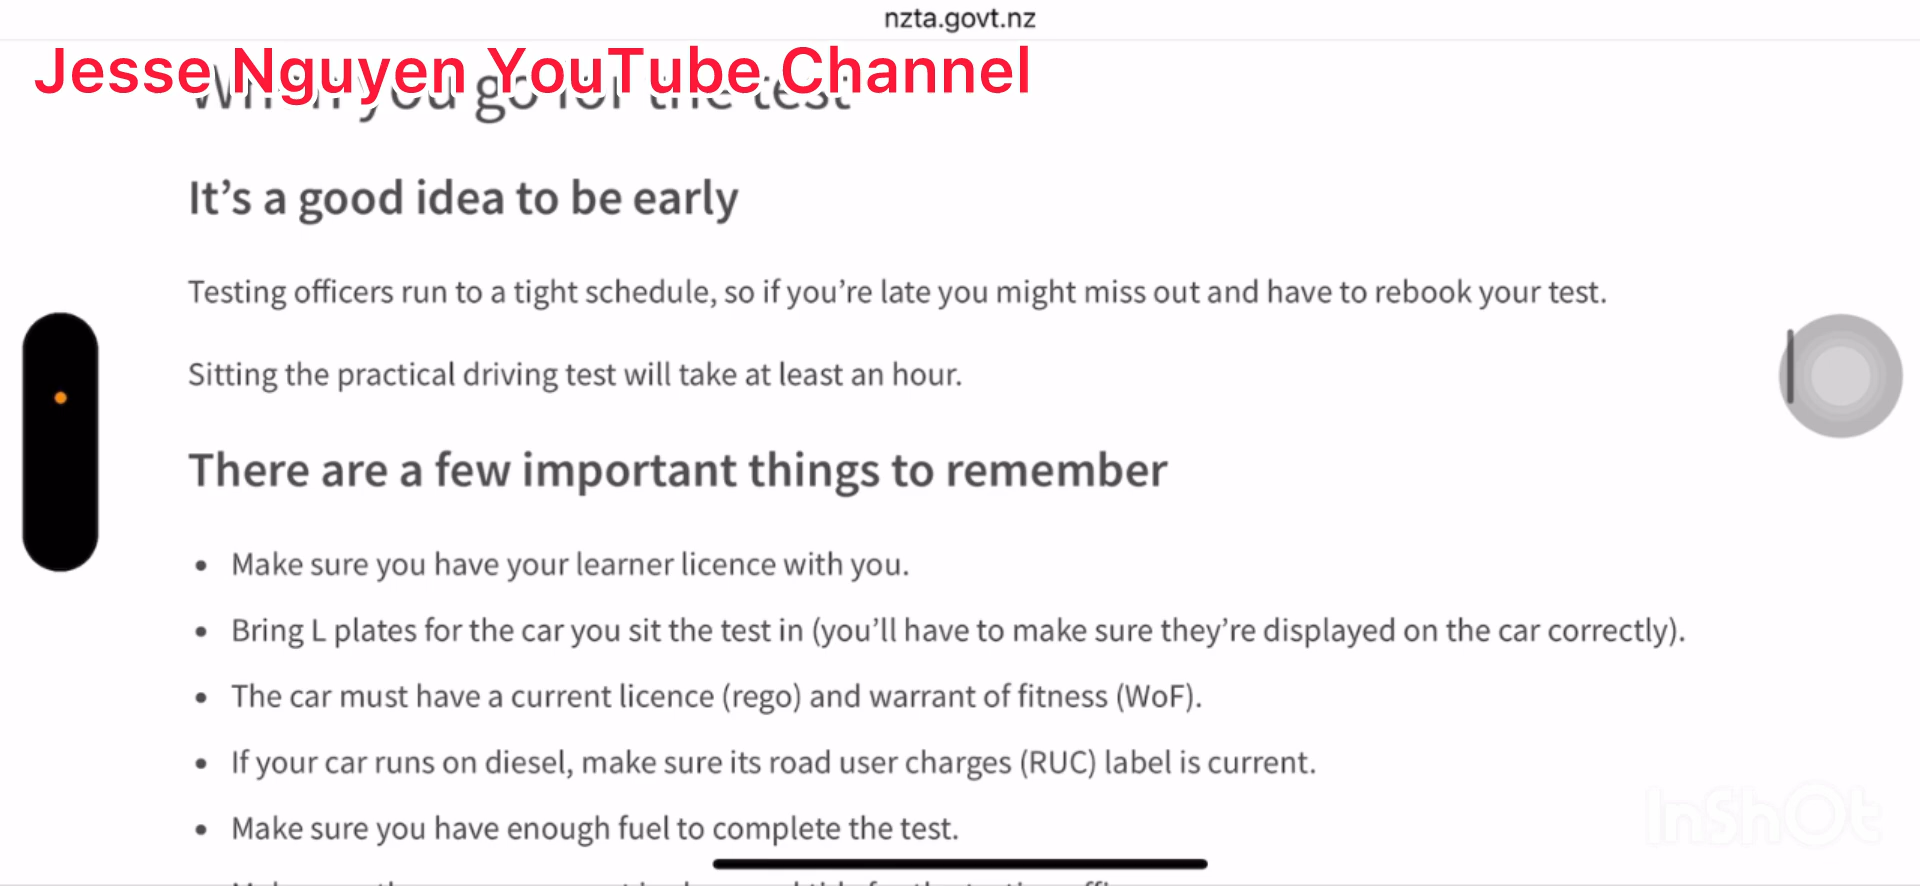 nzta.govt.nz
Jesse Nguyen YouTube Channel
When you go for the test
It's a good idea to be early
Testing officers run to a tight schedule, so if you're late you might miss out and have to rebook your test.
Sitting the practical driving test will take at least an hour.
There are a few important things to remember
• Make sure you have your learner licence with you.
• Bring L plates for the car you sit the test in (you'll have to make sure they're displayed on the car correctly).
• The car must have a current licence (rego) and warrant of fitness (WoF).
• If your car runs on diesel, make sure its road user charges (RUC) label is current.
• Make sure you have enough fuel to complete the test.
InShOt